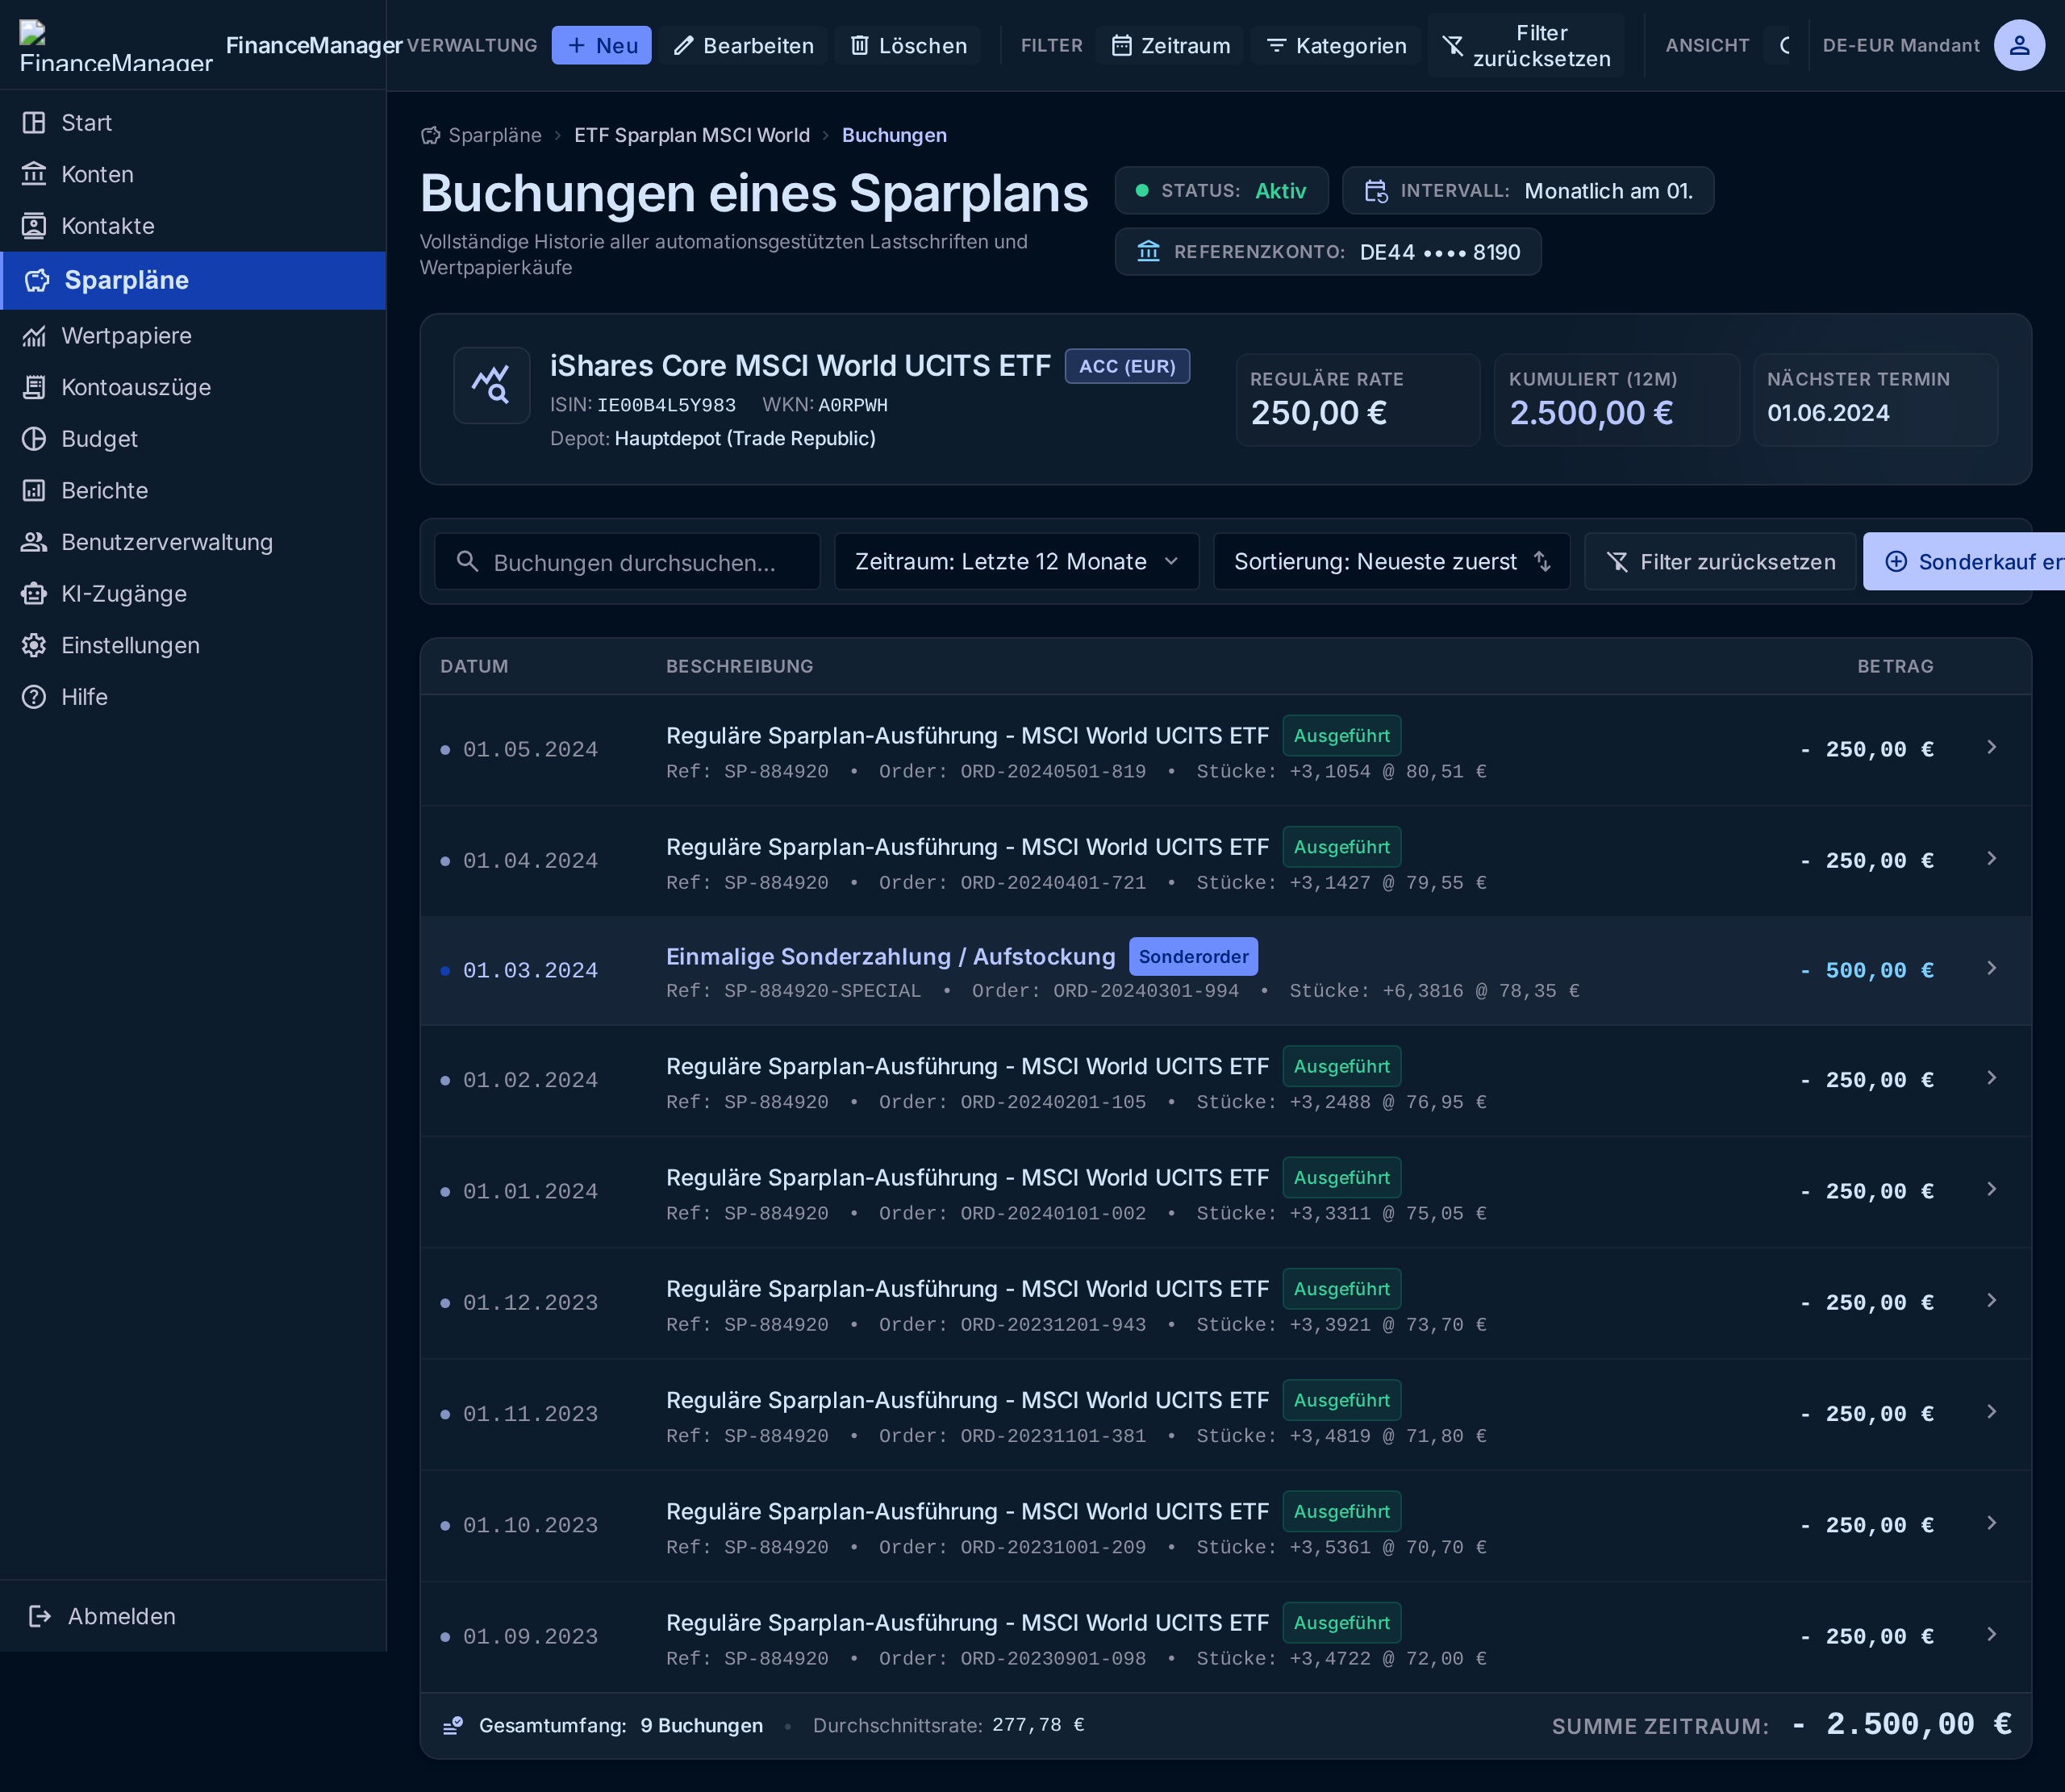 FinanceManager FinanceManager
VERWALTUNG Neu Bearbeiten Löschen FILTER Zeitraum Kategorien Filter zurücksetzen ANSICHT DE-EUR Mandant
Start
Konten
Kontakte
Sparpläne
Wertpapiere
Kontoauszüge
Budget
Berichte
Benutzerverwaltung
KI-Zugänge
Einstellungen
Hilfe
Abmelden
Sparpläne › ETF Sparplan MSCI World › Buchungen
Buchungen eines Sparplans
Vollständige Historie aller automationsgestützten Lastschriften und
Wertpapierkäufe
STATUS: Aktiv
INTERVALL: Monatlich am 01.
REFERENZKONTO: DE44 •••• 8190
iShares Core MSCI World UCITS ETF ACC (EUR)
ISIN: IE00B4L5Y983 WKN: A0RPWH
Depot: Hauptdepot (Trade Republic)
REGULÄRE RATE
250,00 €
KUMULIERT (12M)
2.500,00 €
NÄCHSTER TERMIN
01.06.2024
Buchungen durchsuchen... Zeitraum: Letzte 12 Monate Sortierung: Neueste zuerst Filter zurücksetzen Sonderkauf
DATUM BESCHREIBUNG BETRAG
01.05.2024 Reguläre Sparplan-Ausführung - MSCI World UCITS ETF Ausgeführt - 250,00 €
Ref: SP-884920 • Order: ORD-20240501-819 • Stücke: +3,1054 @ 80,51 €
01.04.2024 Reguläre Sparplan-Ausführung - MSCI World UCITS ETF Ausgeführt - 250,00 €
Ref: SP-884920 • Order: ORD-20240401-721 • Stücke: +3,1427 @ 79,55 €
01.03.2024 Einmalige Sonderzahlung / Aufstockung Sonderorder - 500,00 €
Ref: SP-884920-SPECIAL • Order: ORD-20240301-994 • Stücke: +6,3816 @ 78,35 €
01.02.2024 Reguläre Sparplan-Ausführung - MSCI World UCITS ETF Ausgeführt - 250,00 €
Ref: SP-884920 • Order: ORD-20240201-105 • Stücke: +3,2488 @ 76,95 €
01.01.2024 Reguläre Sparplan-Ausführung - MSCI World UCITS ETF Ausgeführt - 250,00 €
Ref: SP-884920 • Order: ORD-20240101-002 • Stücke: +3,3311 @ 75,05 €
01.12.2023 Reguläre Sparplan-Ausführung - MSCI World UCITS ETF Ausgeführt - 250,00 €
Ref: SP-884920 • Order: ORD-20231201-943 • Stücke: +3,3921 @ 73,70 €
01.11.2023 Reguläre Sparplan-Ausführung - MSCI World UCITS ETF Ausgeführt - 250,00 €
Ref: SP-884920 • Order: ORD-20231101-381 • Stücke: +3,4819 @ 71,80 €
01.10.2023 Reguläre Sparplan-Ausführung - MSCI World UCITS ETF Ausgeführt - 250,00 €
Ref: SP-884920 • Order: ORD-20231001-209 • Stücke: +3,5361 @ 70,70 €
01.09.2023 Reguläre Sparplan-Ausführung - MSCI World UCITS ETF Ausgeführt - 250,00 €
Ref: SP-884920 • Order: ORD-20230901-098 • Stücke: +3,4722 @ 72,00 €
Gesamtumfang: 9 Buchungen • Durchschnittsrate: 277,78 € SUMME ZEITRAUM: - 2.500,00 €